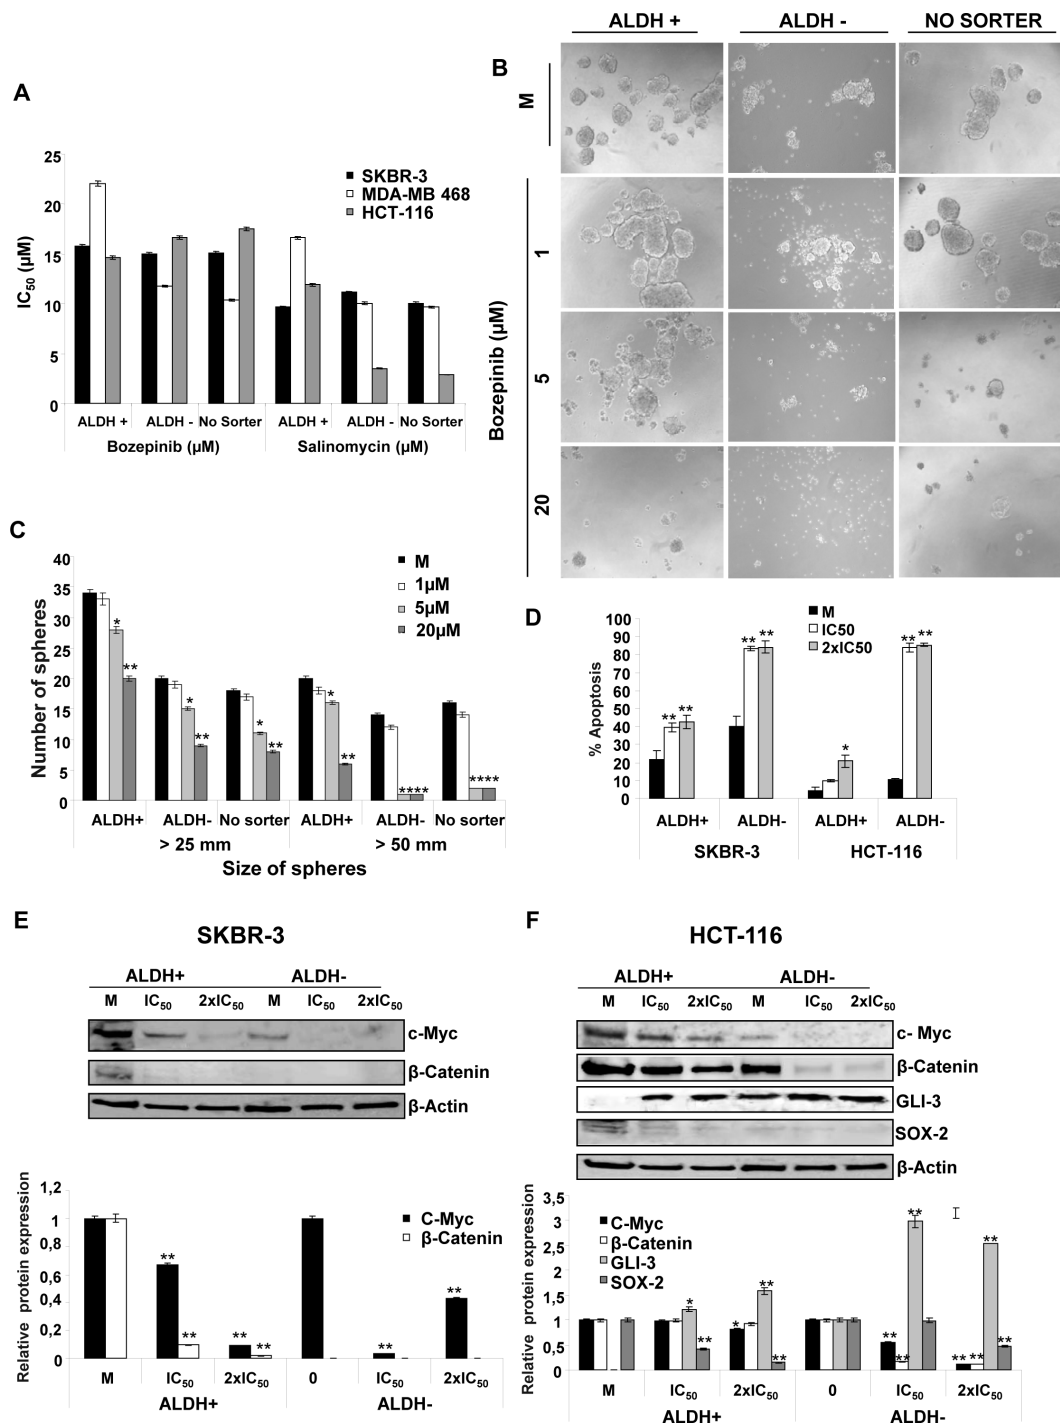 A
25
20
15
10
5
0
IC50 (µM)
SKBR-3
MDA-MB 468
HCT-116
ALDH + ALDH - No Sorter ALDH + ALDH - No Sorter
Bozepinib (µM) Salinomycin (µM)
B
ALDH + ALDH - NO SORTER
M
1
5
20
Bozepinib (µM)
C
40
35
30
25
20
15
10
5
0
Number of spheres
M
1µM
5µM
20µM
* ** * ** * ** * ** **** ****
ALDH+ ALDH- No sorter ALDH+ ALDH- No sorter
> 25 mm > 50 mm
Size of spheres
D
100
90
80
70
60
50
40
30
20
10
0
% Apoptosis
M
IC50
2xIC50
** ** ** ** * ** **
ALDH+ ALDH- ALDH+ ALDH-
SKBR-3 HCT-116
E
SKBR-3
ALDH+ ALDH-
M IC50 2xIC50 M IC50 2xIC50
c-Myc
β-Catenin
β-Actin
1,2
1
0,8
0,6
0,4
0,2
0
Relative protein expression
C-Myc
β-Catenin
** ** ** ** ** **
M IC50 2xIC50 0 IC50 2xIC50
ALDH+ ALDH-
F
HCT-116
ALDH+ ALDH-
M IC50 2xIC50 M IC50 2xIC50
c- Myc
β-Catenin
GLI-3
SOX-2
β-Actin
3,5
3
2,5
2
1,5
1
0,5
0
Relative protein expression
C-Myc
β-Catenin
GLI-3
SOX-2
* ** * ** ** ** ** ** ** ** ** **
M IC50 2xIC50 0 IC50 2xIC50
ALDH+ ALDH-